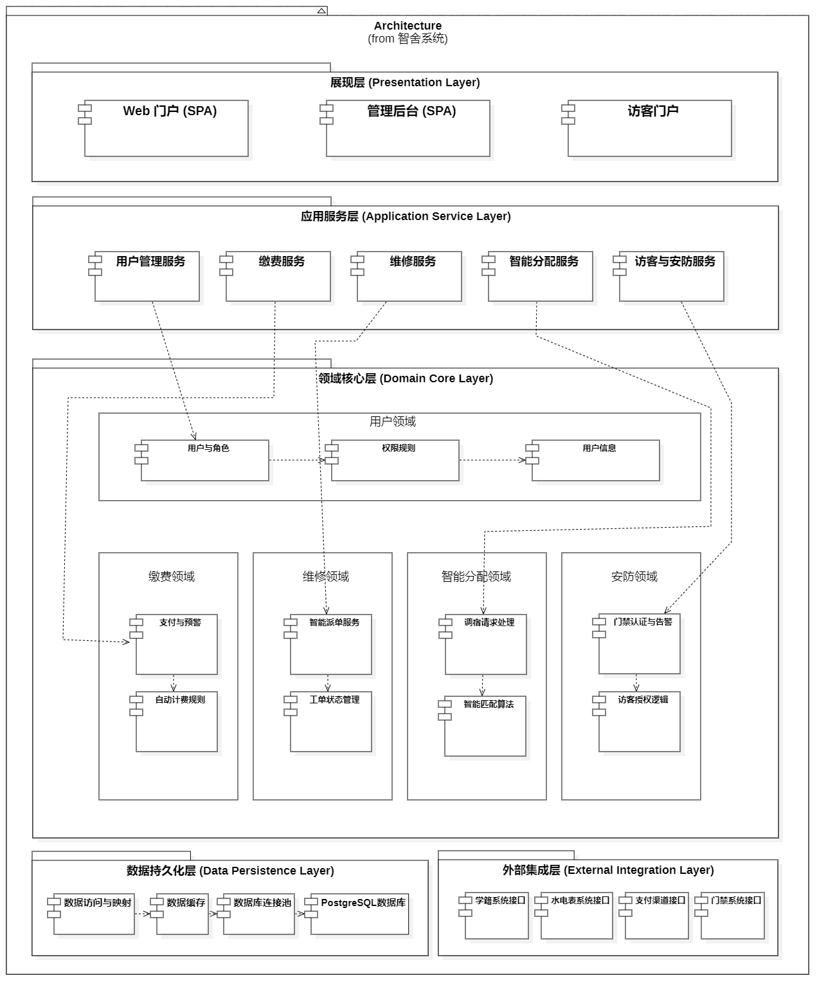 Architecture
(from 智舍系统)
展现层 (Presentation Layer)
Web 门户 (SPA)
管理后台 (SPA)
访客门户
应用服务层 (Application Service Layer)
用户管理服务
缴费服务
维修服务
智能分配服务
访客与安防服务
领域核心层 (Domain Core Layer)
用户领域
用户与角色
权限规则
用户信息
缴费领域
维修领域
智能分配领域
安防领域
支付与预警
智能派单服务
调宿请求处理
门禁认证与告警
自动计费规则
工单状态管理
智能匹配算法
访客授权逻辑
数据持久化层 (Data Persistence Layer)
数据访问与映射
数据缓存
数据库连接池
PostgreSQL数据库
外部集成层 (External Integration Layer)
学籍系统接口
水电表系统接口
支付渠道接口
门禁系统接口